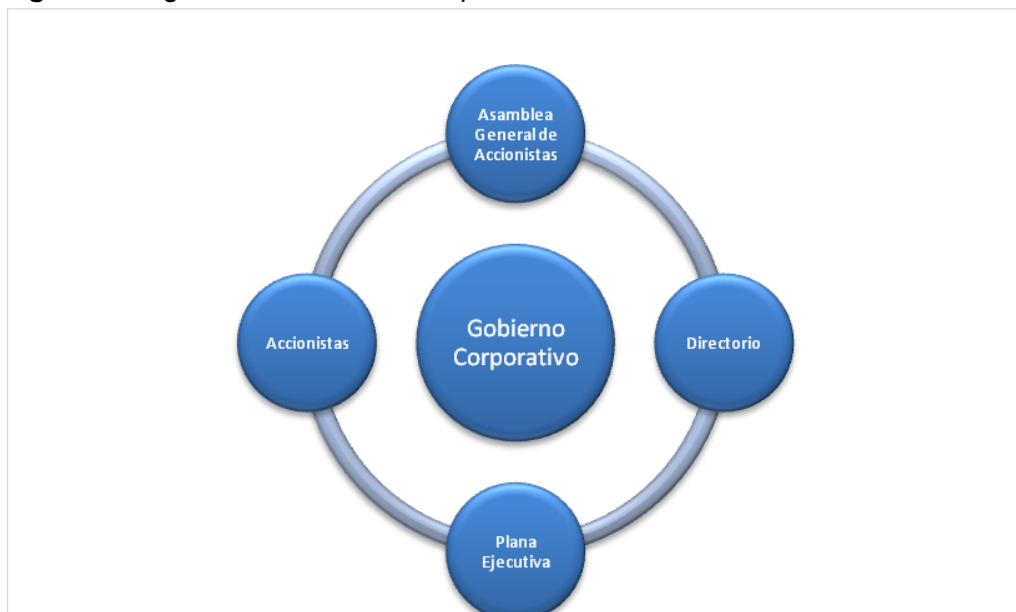 Asamblea
General de
Accionistas
Accionistas
Gobierno
Corporativo
Directorio
Plana
Ejecutiva